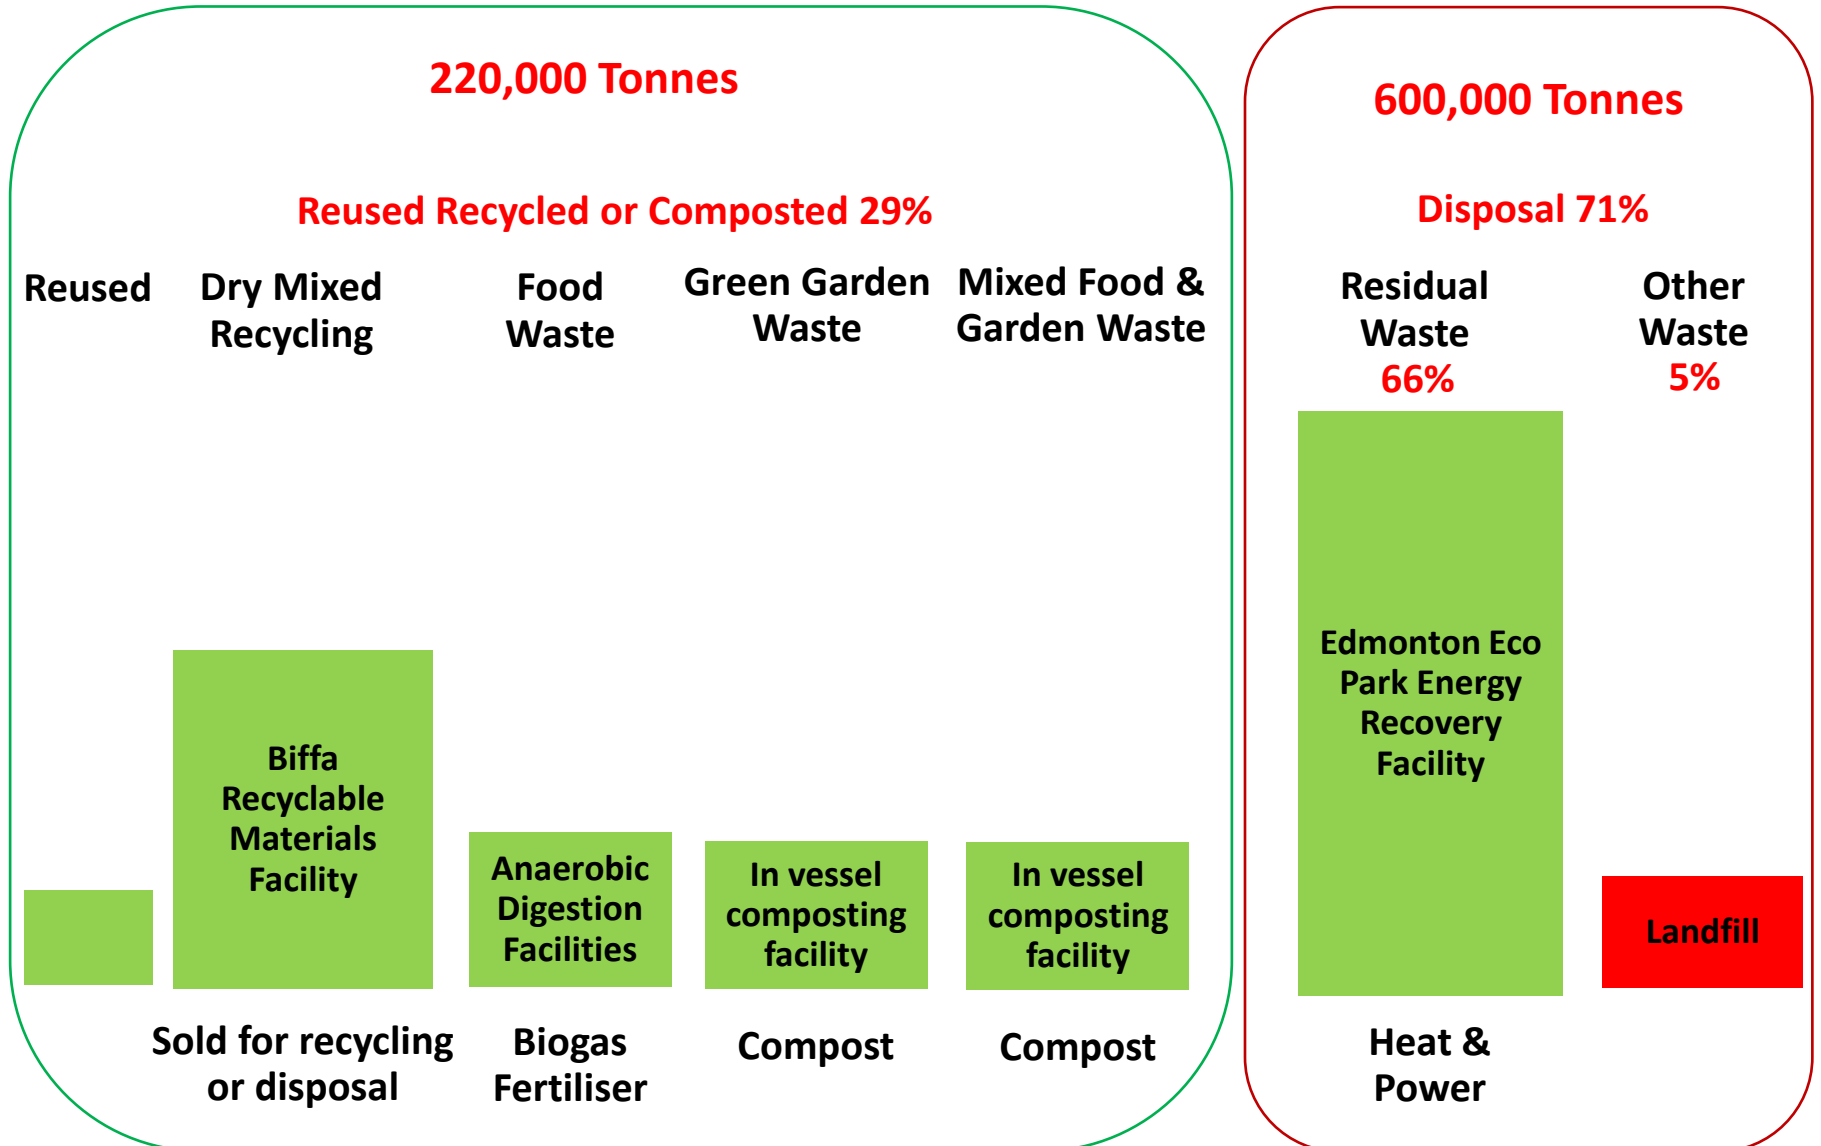 220,000 Tonnes
Reused Recycled or Composted 29%
Reused
Dry Mixed
Recycling
Food
Waste
Green Garden
Waste
Mixed Food &
Garden Waste
Biffa
Recyclable
Materials
Facility
Anaerobic
Digestion
Facilities
In vessel
composting
facility
In vessel
composting
facility
Sold for recycling
or disposal
Biogas
Fertiliser
Compost
Compost
600,000 Tonnes
Disposal 71%
Residual
Waste
66%
Other
Waste
5%
Edmonton Eco
Park Energy
Recovery
Facility
Landfill
Heat &
Power